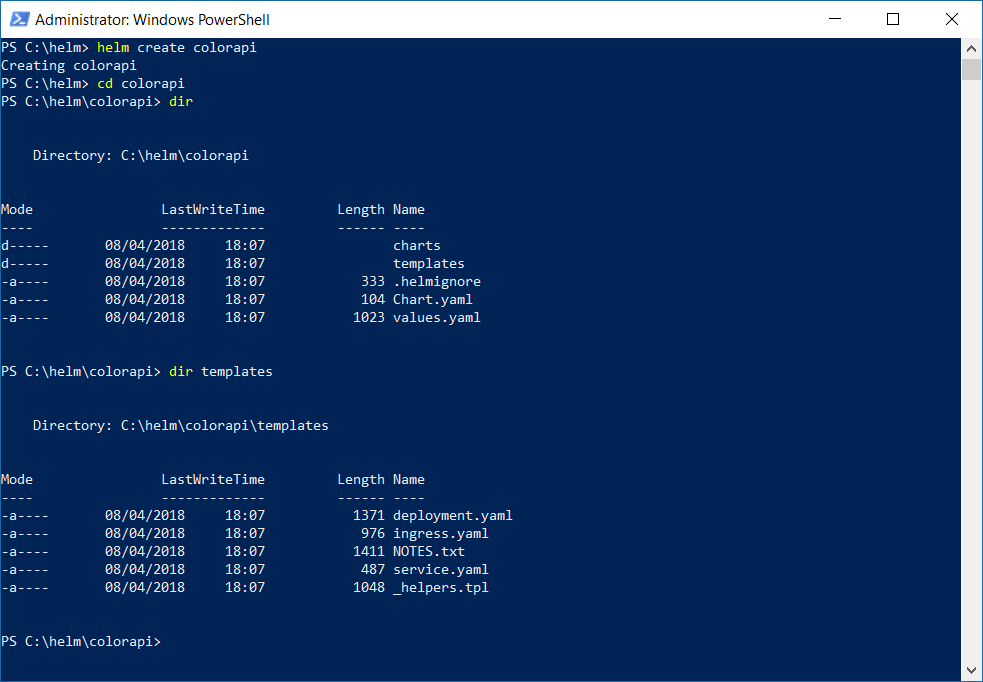 Administrator: Windows PowerShell
PS C:\helm> helm create colorapi
Creating colorapi
PS C:\helm> cd colorapi
PS C:\helm\colorapi> dir
    Directory: C:\helm\colorapi
Mode                LastWriteTime         Length Name
----                -------------         ------ ----
d-----       08/04/2018     18:07                charts
d-----       08/04/2018     18:07                templates
-a----       08/04/2018     18:07            333 .helmignore
-a----       08/04/2018     18:07            104 Chart.yaml
-a----       08/04/2018     18:07           1023 values.yaml
PS C:\helm\colorapi> dir templates
    Directory: C:\helm\colorapi\templates
Mode                LastWriteTime         Length Name
----                -------------         ------ ----
-a----       08/04/2018     18:07           1371 deployment.yaml
-a----       08/04/2018     18:07            976 ingress.yaml
-a----       08/04/2018     18:07           1411 NOTES.txt
-a----       08/04/2018     18:07            487 service.yaml
-a----       08/04/2018     18:07           1048 _helpers.tpl
PS C:\helm\colorapi>